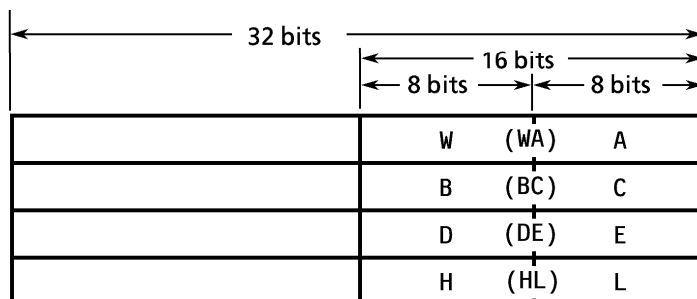 32 bits
16 bits
8 bits 8 bits
W (WA) A
B (BC) C
D (DE) E
H (HL) L